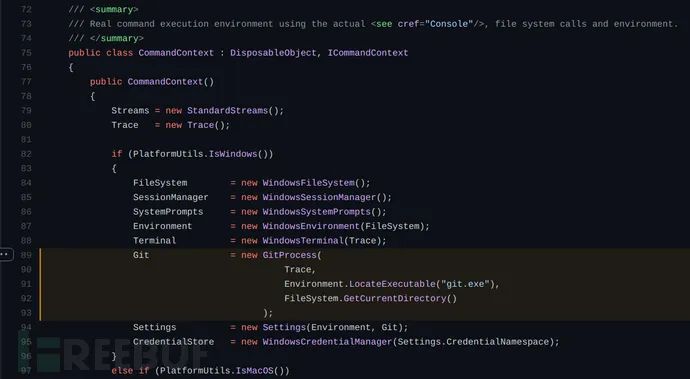 72 /// <summary>
73 /// Real command execution environment using the actual <see cref="Console"/>, file system calls and environment.
74 /// </summary>
75 public class CommandContext : DisposableObject, ICommandContext
76 {
77 public CommandContext()
78 {
79 Streams = new StandardStreams();
80 Trace = new Trace();
81
82 if (PlatformUtils.IsWindows())
83 {
84 FileSystem = new WindowsFileSystem();
85 SessionManager = new WindowsSessionManager();
86 SystemPrompts = new WindowsSystemPrompts();
87 Environment = new WindowsEnvironment(FileSystem);
88 Terminal = new WindowsTerminal(Trace);
89 Git = new GitProcess(
90 Trace,
91 Environment.LocateExecutable("git.exe"),
92 FileSystem.GetCurrentDirectory()
93 );
94 Settings = new Settings(Environment, Git);
95 CredentialStore = new WindowsCredentialManager(Settings.CredentialNamespace);
96 }
97 else if (PlatformUtils.IsMacOS())
FREEBUF